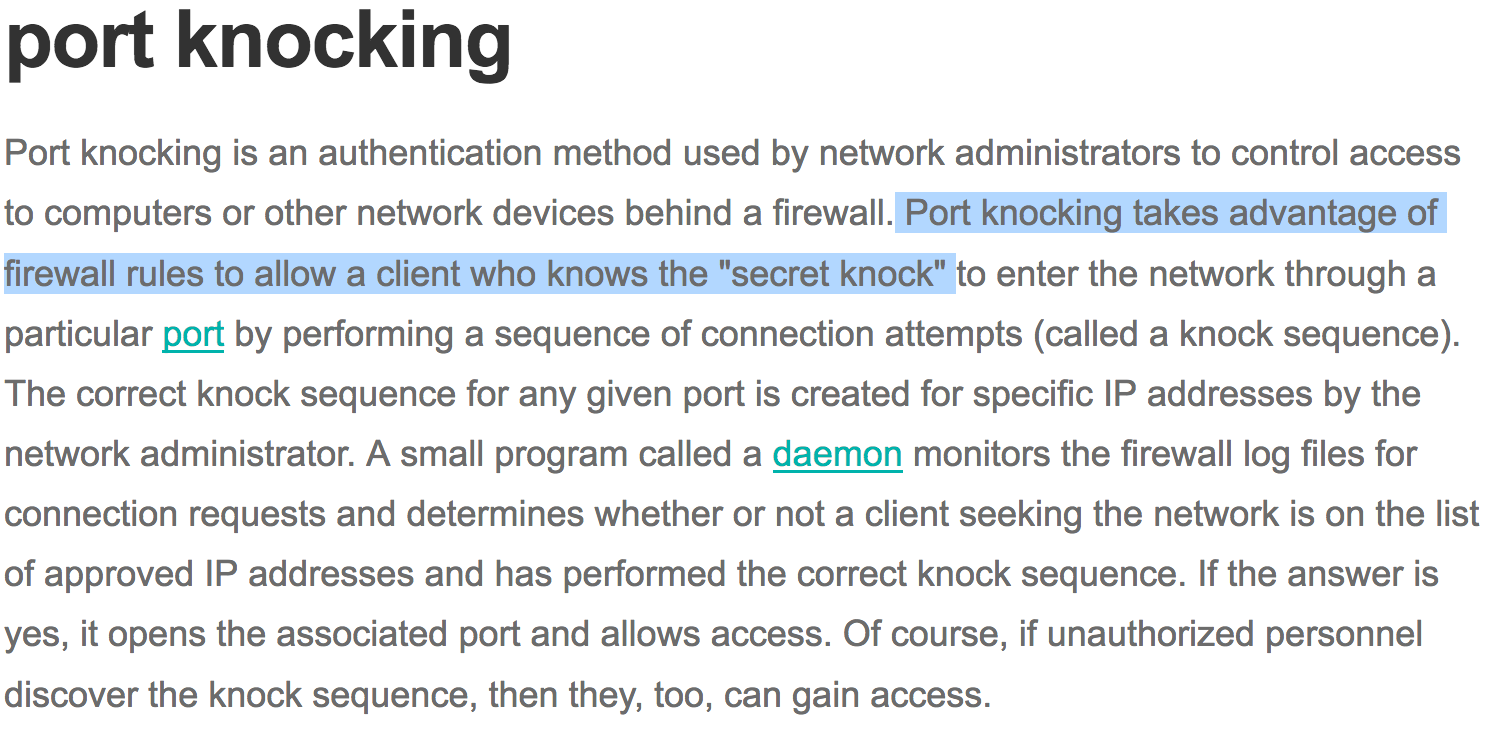 port knocking
Port knocking is an authentication method used by network administrators to control access
to computers or other network devices behind a firewall. Port knocking takes advantage of
firewall rules to allow a client who knows the "secret knock" to enter the network through a
particular port by performing a sequence of connection attempts (called a knock sequence).
The correct knock sequence for any given port is created for specific IP addresses by the
network administrator. A small program called a daemon monitors the firewall log files for
connection requests and determines whether or not a client seeking the network is on the list
of approved IP addresses and has performed the correct knock sequence. If the answer is
yes, it opens the associated port and allows access. Of course, if unauthorized personnel
discover the knock sequence, then they, too, can gain access.